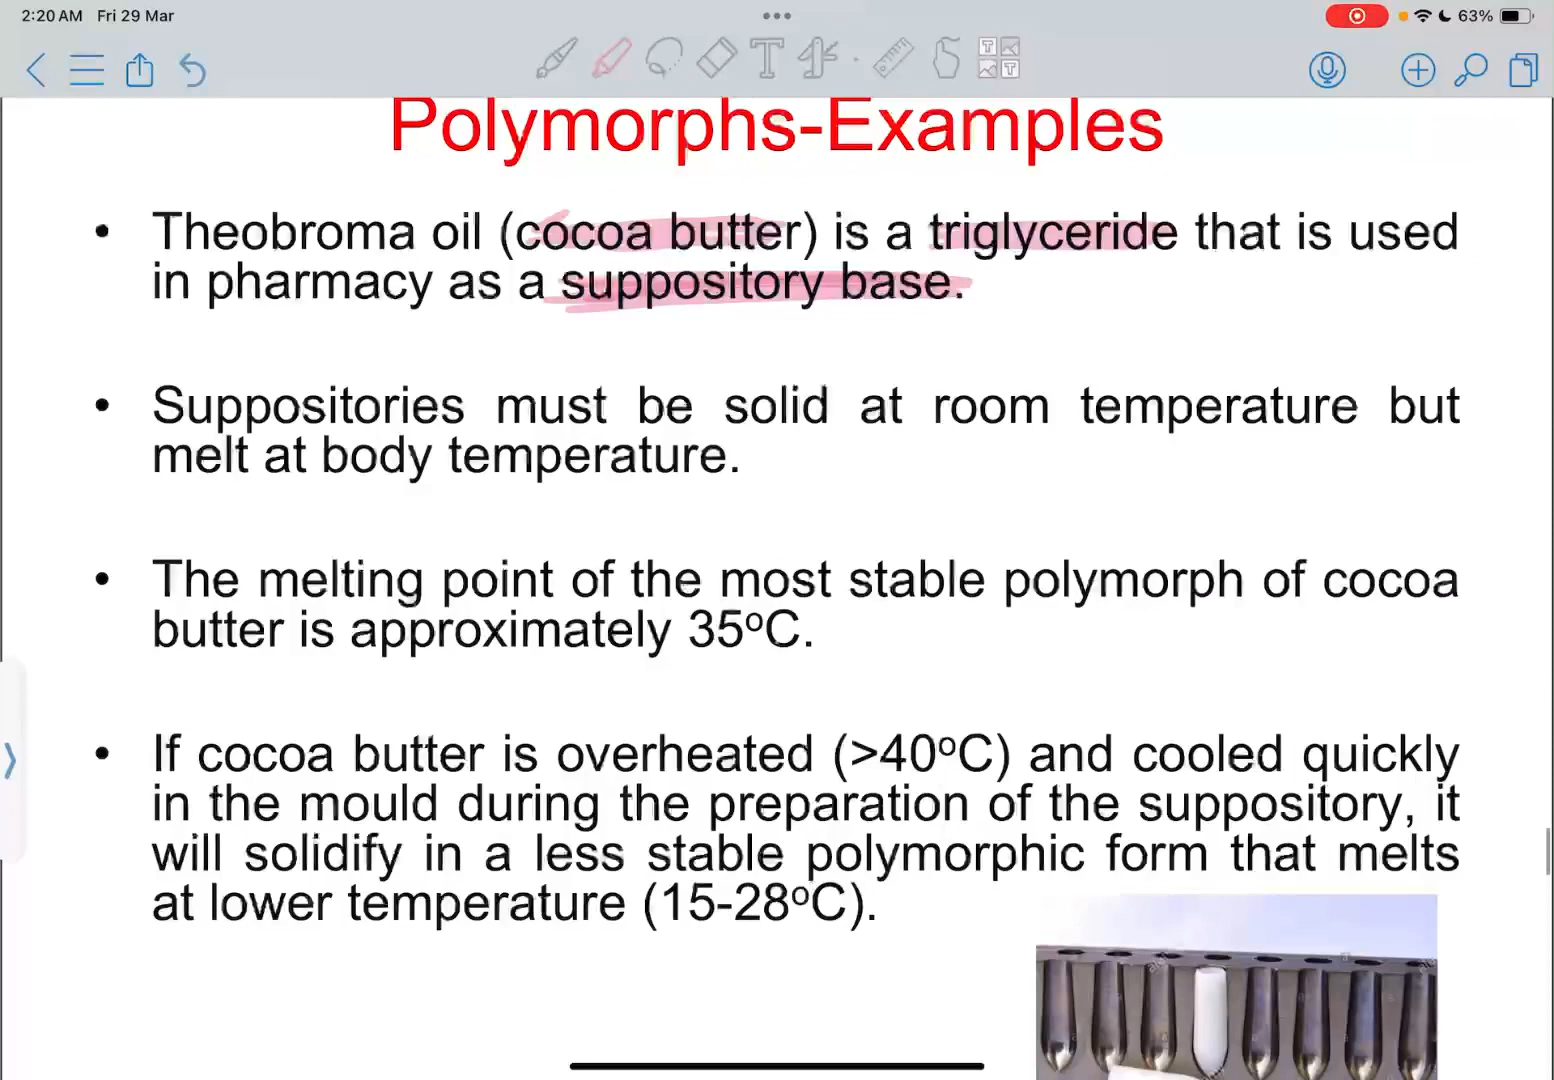 2:20 AM Fri 29 Mar
63%
Polymorphs-Examples
• Theobroma oil (cocoa butter) is a triglyceride that is used
in pharmacy as a suppository base.
• Suppositories must be solid at room temperature but
melt at body temperature.
• The melting point of the most stable polymorph of cocoa
butter is approximately 35ºC.
• If cocoa butter is overheated (>40ºC) and cooled quickly
in the mould during the preparation of the suppository, it
will solidify in a less stable polymorphic form that melts
at lower temperature (15-28ºC).